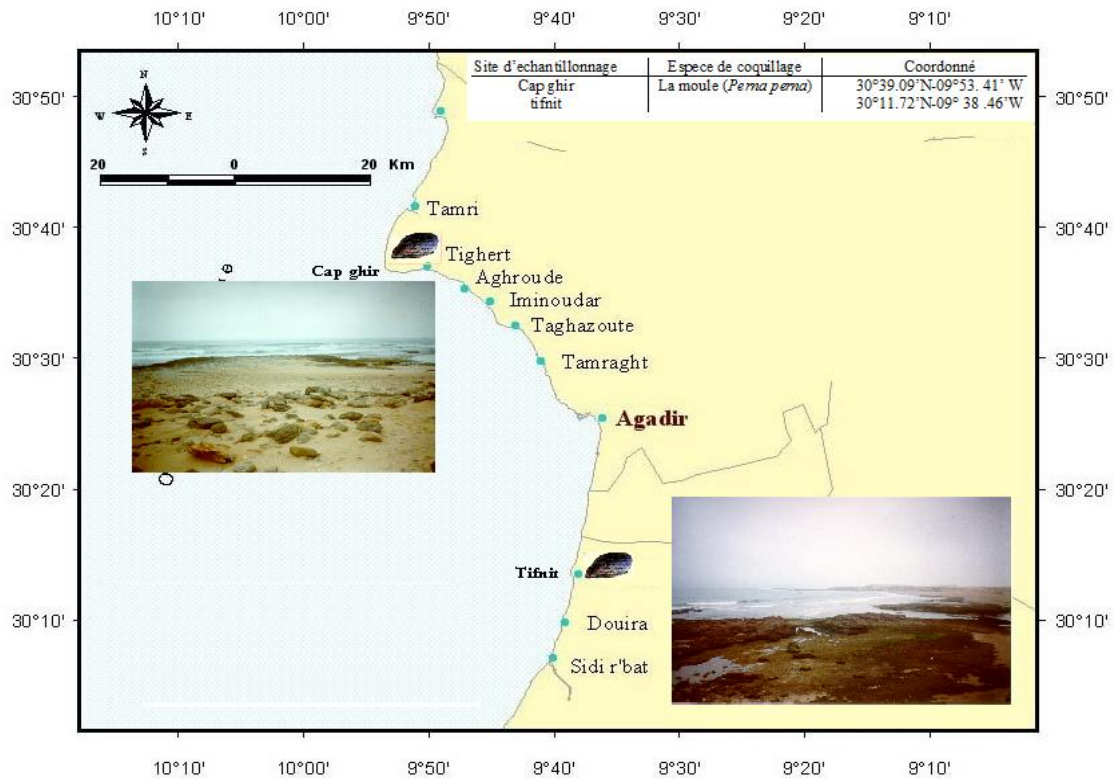 10°10' 10°00' 9°50' 9°40' 9°30' 9°20' 9°10'
Site d'echantillonnage Espece de coquillage Coordonné
Cap ghir La moule (Perna perna) 30°39.09'N-09°53. 41' W
tifnit 30°11.72'N-09° 38 .46'W
30°50' 30°50'
N
W E
S
20 0 20 Km
30°40' 30°40'
Tamri
Tighert
Cap ghir
Aghroude
Iminoudar
Taghazoute
30°30' 30°30'
Tamraght
Agadir
30°20' 30°20'
Tifnit
30°10' 30°10'
Douira
Sidi r'bat
10°10' 10°00' 9°50' 9°40' 9°30' 9°20' 9°10'